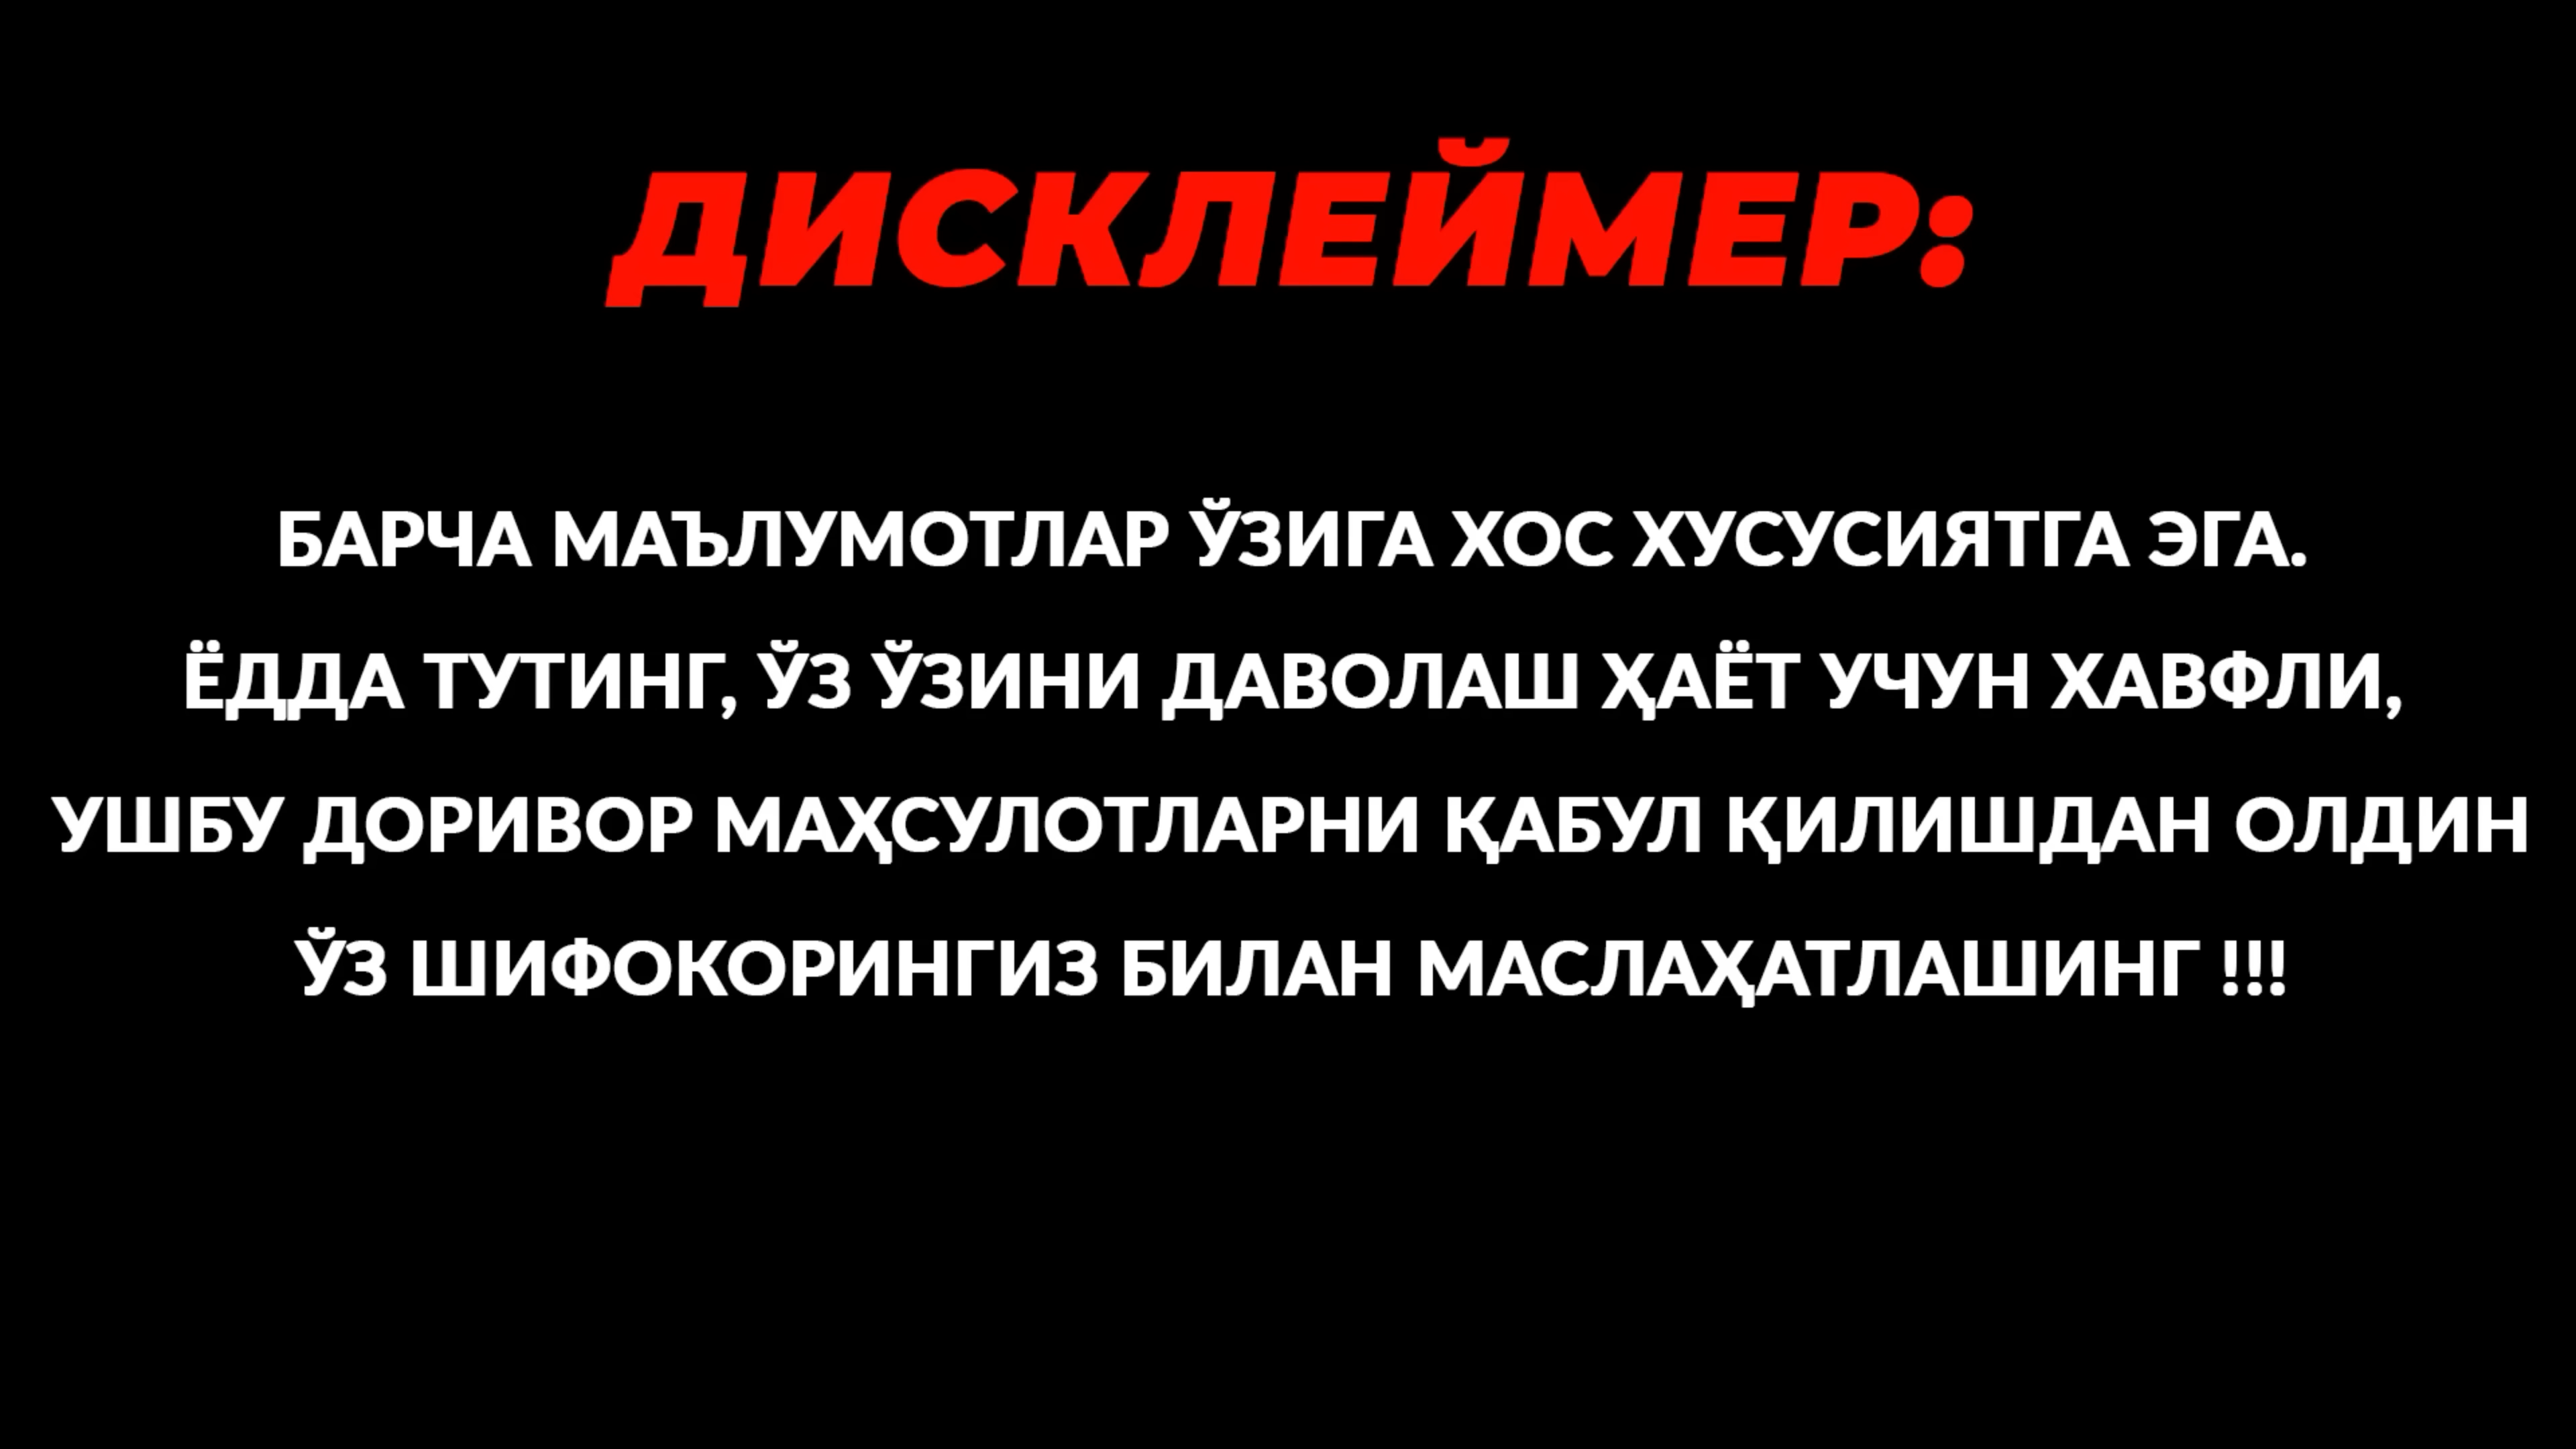 ДИСКЛЕЙМЕР:
БАРЧА МАЪЛУМОТЛАР ЎЗИГА ХОС ХУСУСИЯТГА ЭГА.
ЁДДА ТУТИНГ, ЎЗ ЎЗИНИ ДАВОЛАШ ҲАЁТ УЧУН ХАВФЛИ,
УШБУ ДОРИВОР МАҲСУЛОТЛАРНИ ҚАБУЛ ҚИЛИШДАН ОЛДИН
ЎЗ ШИФОКОРИНГИЗ БИЛАН МАСЛАҲАТЛАШИНГ !!!